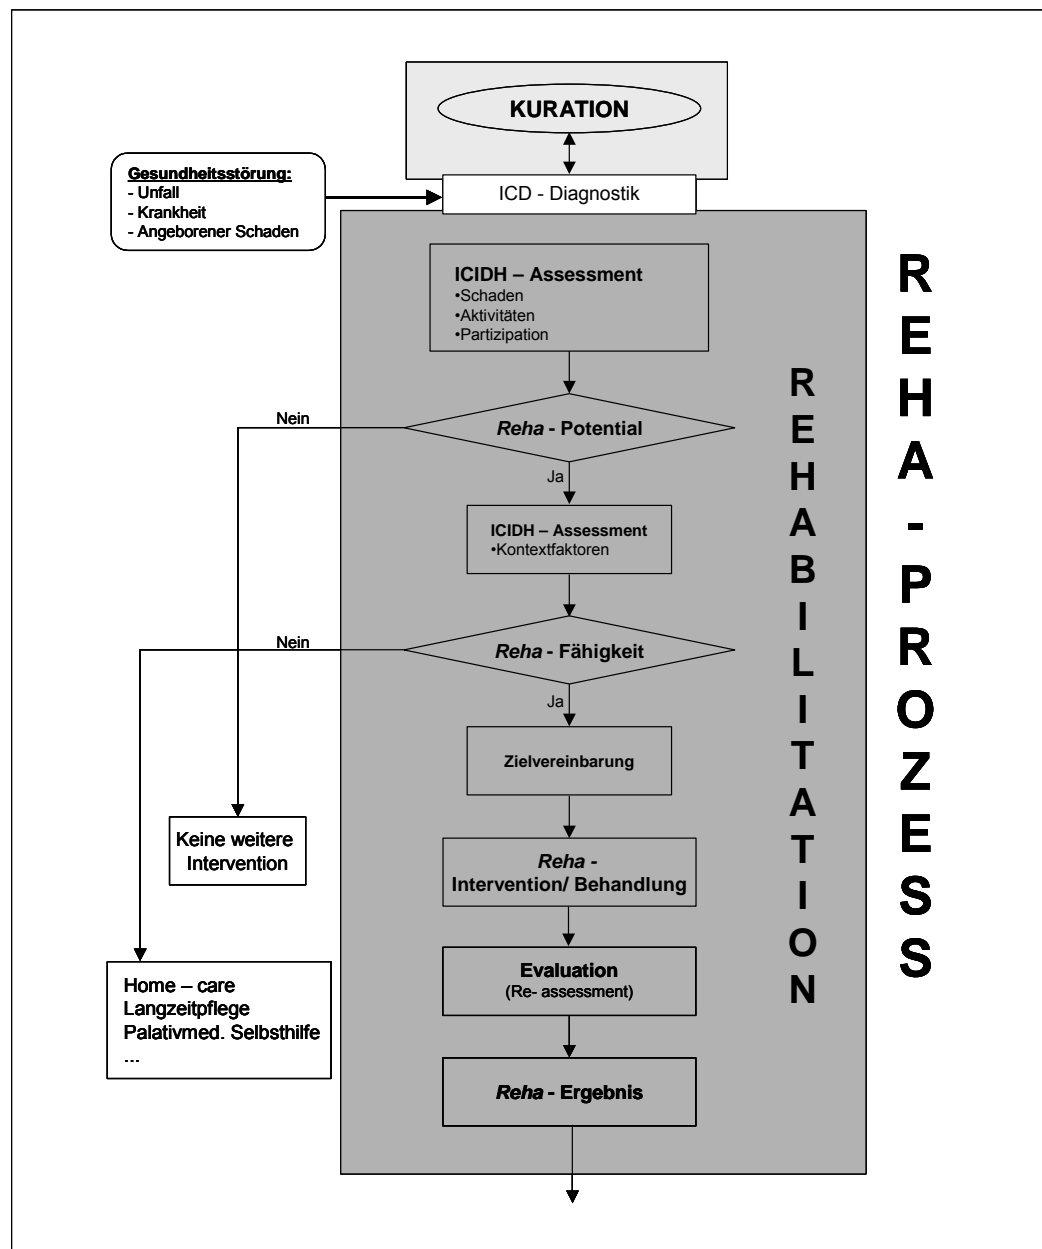 KURATION
Gesundheitsstörung:
- Unfall
- Krankheit
- Angeborener Schaden
ICD - Diagnostik
ICIDH – Assessment
•Schaden
•Aktivitäten
•Partizipation
Nein
Reha - Potential
Ja
ICIDH – Assessment
•Kontextfaktoren
Nein
Reha - Fähigkeit
Ja
Zielvereinbarung
Keine weitere
Intervention
Reha -
Intervention/ Behandlung
Home – care
Langzeitpflege
Palativmed. Selbsthilfe
...
Evaluation
(Re- assessment)
Reha - Ergebnis
REHABILITATION
REHA-PROZESS